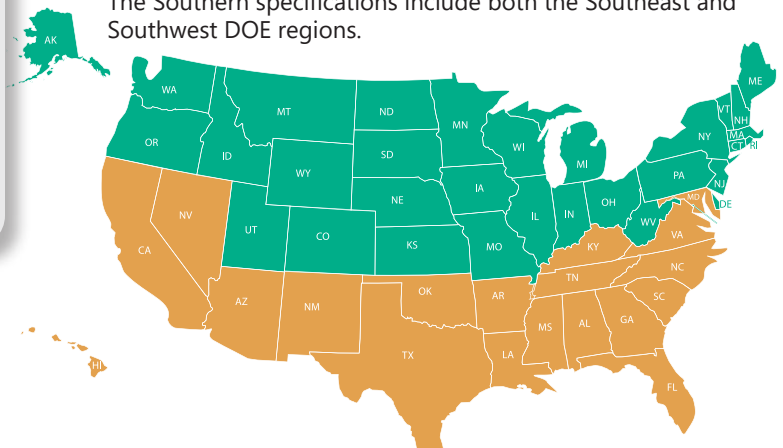 The Southern specifications include both the Southeast and
Southwest DOE regions.
AK
WA
MT
ND
MN
ME
VT
NH
OR
ID
SD
WI
NY
MA
CT
RI
WY
MI
NE
IA
PA
NJ
NV
UT
CO
IL
IN
OH
MD
DE
KS
MO
WV
VA
CA
KY
NC
TN
AZ
NM
OK
AR
SC
MS
AL
GA
TX
LA
HI
FL